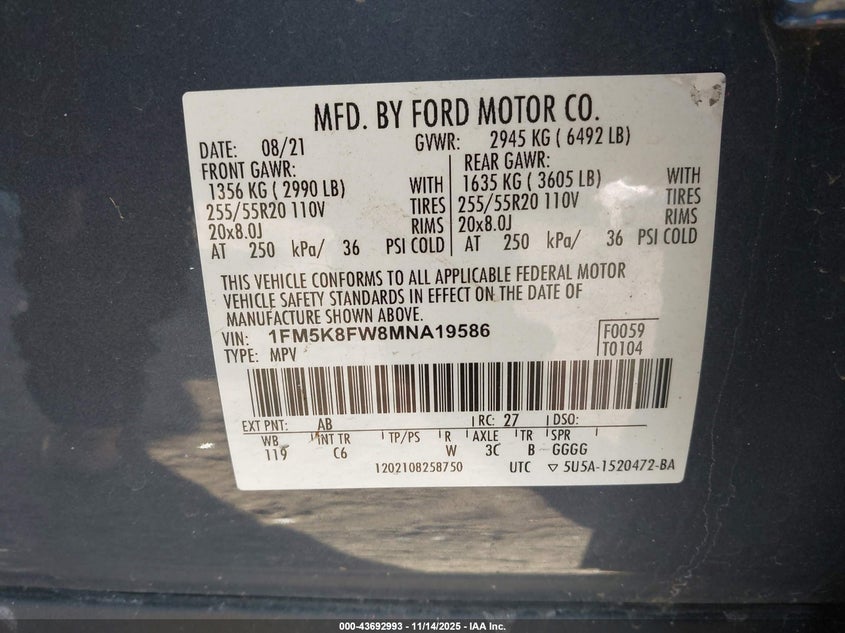 MFD. BY FORD MOTOR CO.
DATE: 08/21 GVWR: 2945 KG ( 6492 LB)
FRONT GAWR: REAR GAWR:
1356 KG ( 2990 LB) WITH 1635 KG ( 3605 LB) WITH
255/55R20 110V TIRES 255/55R20 110V TIRES
20x8.0J RIMS 20x8.0J RIMS
AT 250 kPa/ 36 PSI COLD AT 250 kPa/ 36 PSI COLD
THIS VEHICLE CONFORMS TO ALL APPLICABLE FEDERAL MOTOR
VEHICLE SAFETY STANDARDS IN EFFECT ON THE DATE OF
MANUFACTURE SHOWN ABOVE.
VIN: 1FM5K8FW8MNA19586 F0059
TYPE: MPV T0104
EXT PNT: AB RC: 27 DSO:
WB INT TR TP/PS R AXLE TR SPR
119 C6 W 3C B GGGG
1202108258750 UTC ▽ 5U5A-1520472-BA
000-43692993 - 11/14/2025 - IAA Inc.